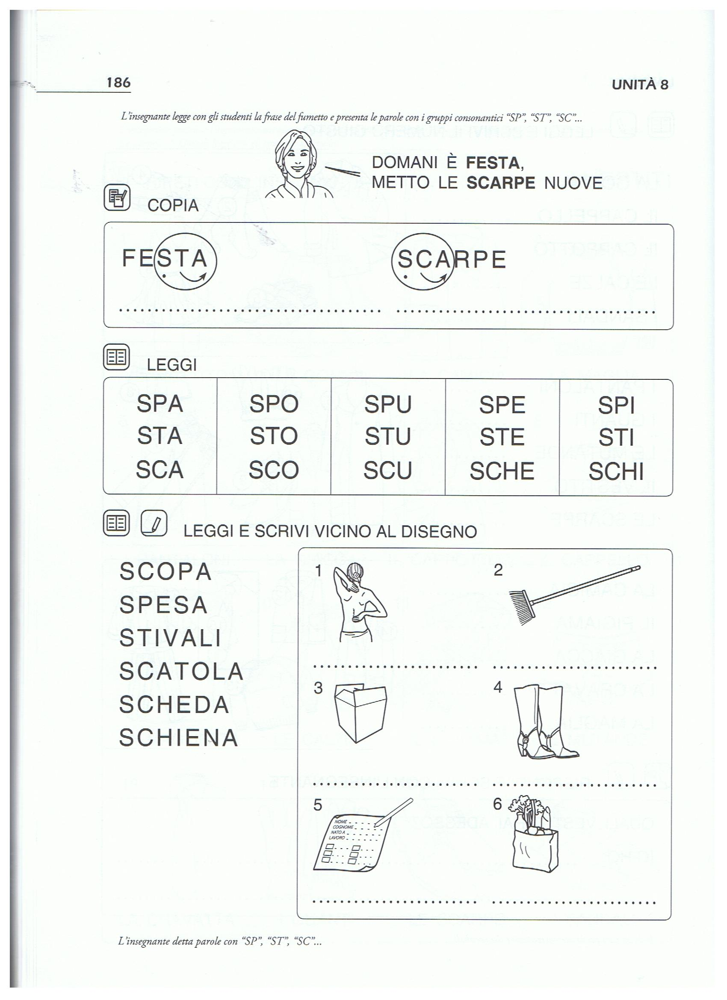 186
UNITÀ 8
L'insegnante legge con gli studenti la frase del fumetto e presenta le parole con i gruppi consonantici “SP”, “ST”, “SC”...
DOMANI È FESTA,
METTO LE SCARPE NUOVE
COPIA
FESTA SCARPE
LEGGI
SPA SPO SPU SPE SPI
STA STO STU STE STI
SCA SCO SCU SCHE SCHI
LEGGI E SCRIVI VICINO AL DISEGNO
SCOPA
SPESA
STIVALI
SCATOLA
SCHEDA
SCHIENA
1 2
3 4
5 6
NOME
COGNOME
NATO A
LAVORO
L'insegnante detta parole con “SP”, “ST”, “SC”...